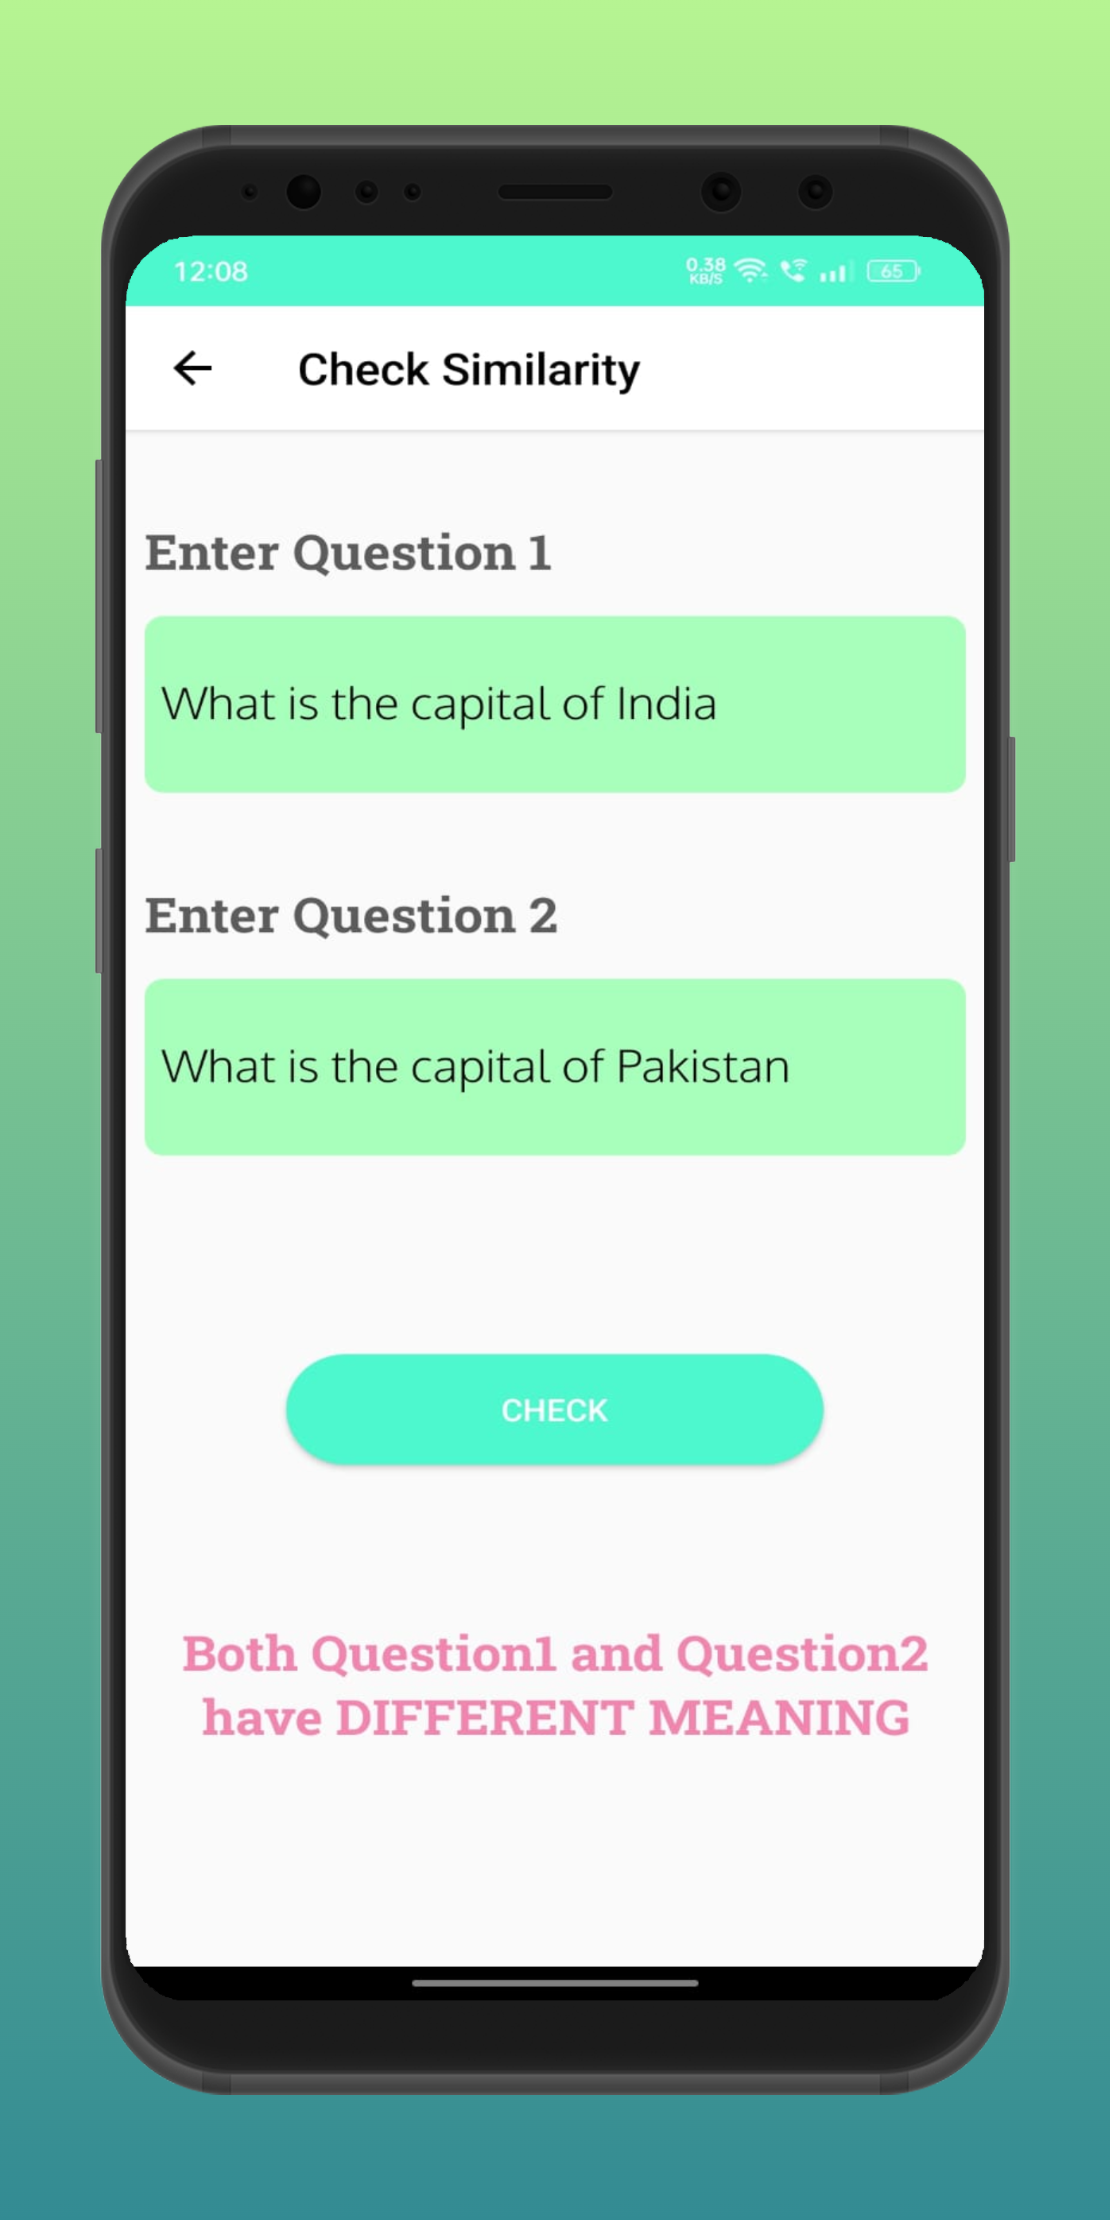 12:08
0.38
KB/S
65
Check Similarity
Enter Question 1
What is the capital of India
Enter Question 2
What is the capital of Pakistan
CHECK
Both Question1 and Question2
have DIFFERENT MEANING